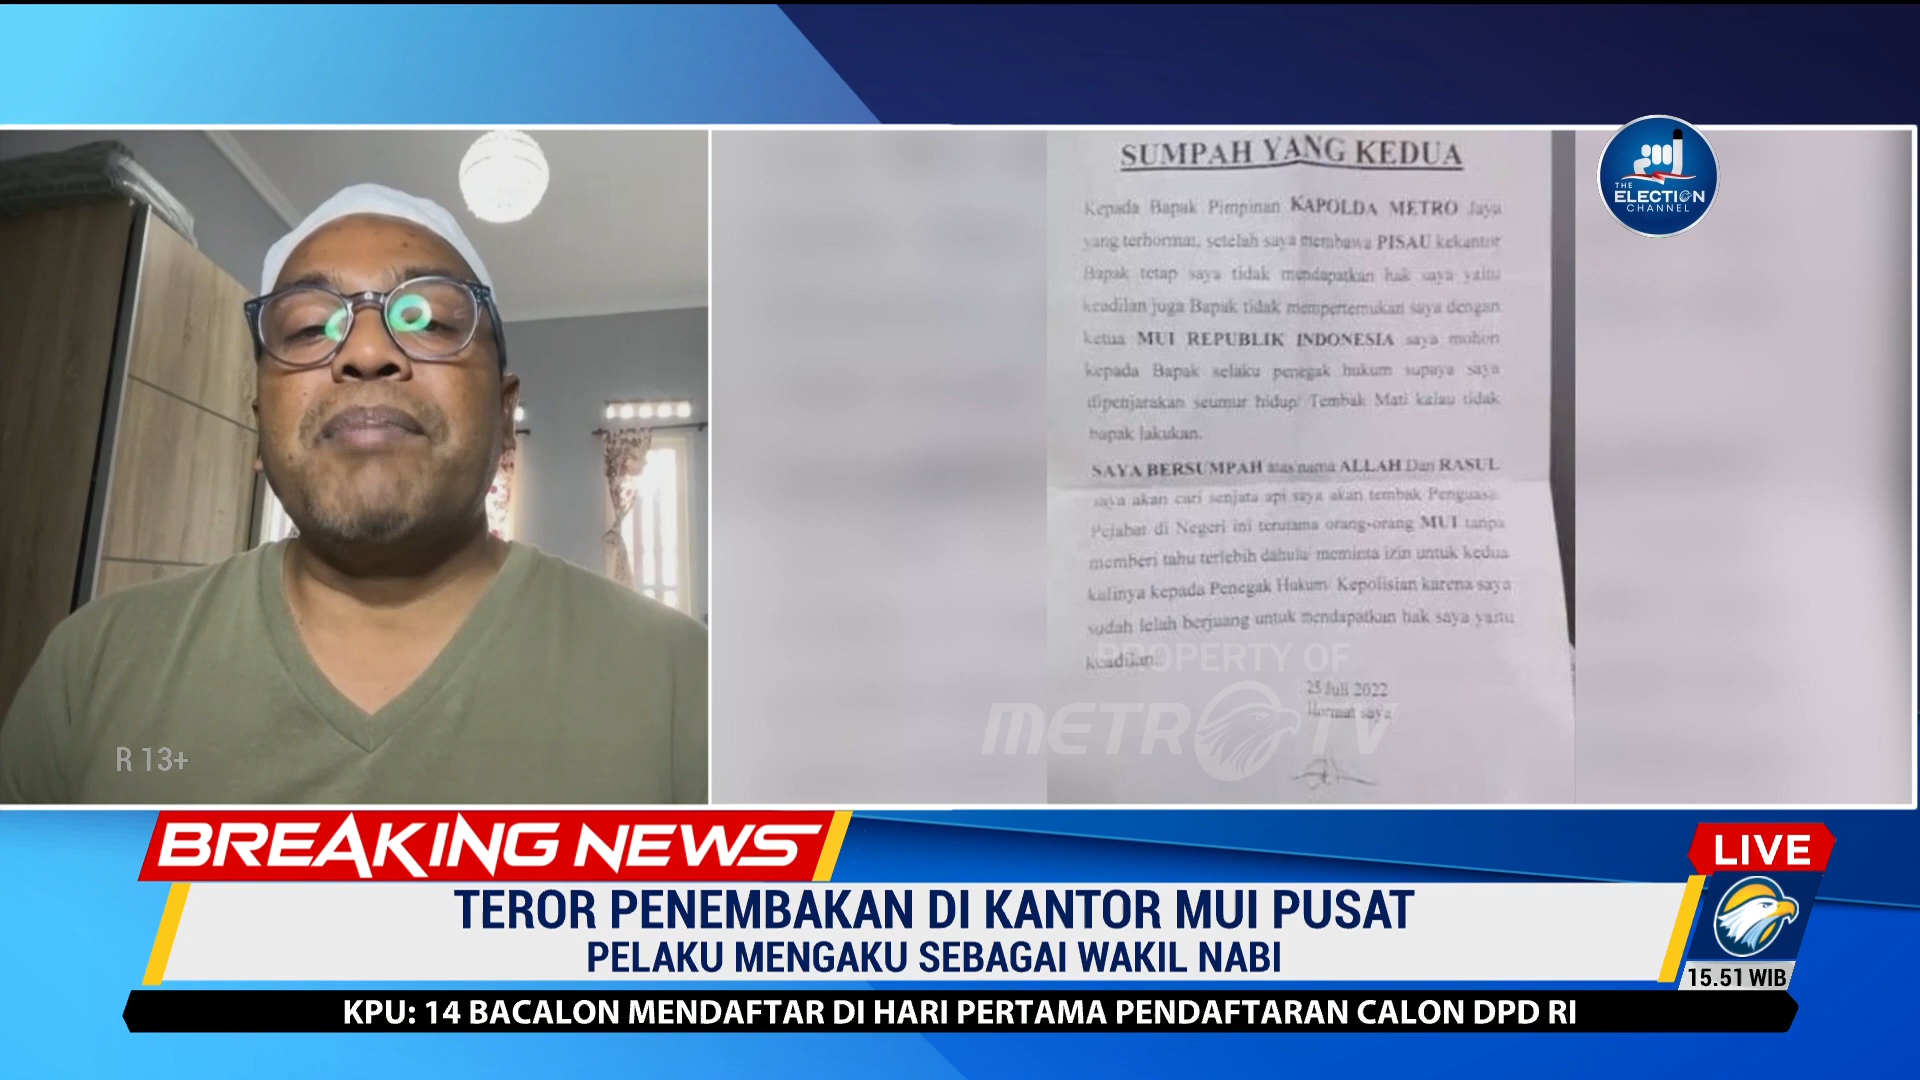 THE
ELECTION
CHANNEL
SUMPAH YANG KEDUA
Kepada Bapak Pimpinan KAPOLDA METRO Jaya
yang terhormat, setelah saya membawa PISAU kekantor
Bapak tetap saya tidak mendapatkan hak saya yaitu
keadilan juga Bapak tidak mempertemukan saya dengan
ketua MUI REPUBLIK INDONESIA saya mohon
kepada Bapak selaku penegak hukum supaya saya
dipenjarakan seumur hidup/ Tembak Mati kalau tidak
bapak lakukan.
SAYA BERSUMPAH atas nama ALLAH Dan RASUL
saya akan cari senjata api saya akan tembak Penguasa
Pejabat di Negeri ini terutama orang-orang MUI tanpa
memberi tahu terlebih dahulu/ meminta izin untuk kedua
kalinya kepada Penegak Hukum/ Kepolisian karena saya
sudah lelah berjuang untuk mendapatkan hak saya yaitu
keadilan.
25 Juli 2022
Hormat saya
PROPERTY OF
METRO TV
R 13+
BREAKING NEWS
LIVE
TEROR PENEMBAKAN DI KANTOR MUI PUSAT
PELAKU MENGAKU SEBAGAI WAKIL NABI
15.51 WIB
KPU: 14 BACALON MENDAFTAR DI HARI PERTAMA PENDAFTARAN CALON DPD RI